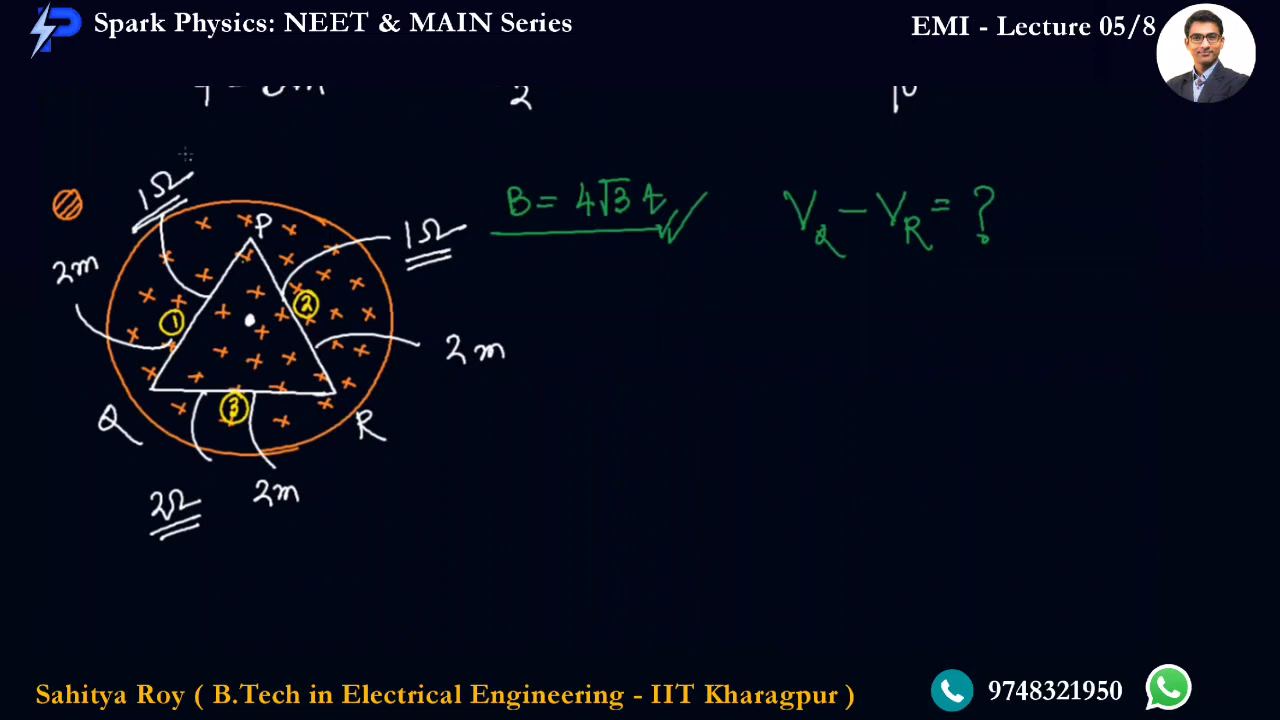 Spark Physics: NEET & MAIN Series
EMI - Lecture 05/8
2
1Ω
P
B = 4√3 t
V_Q - V_R = ?
1Ω
2m
①
②
2m
③
Q
R
2Ω
2m
Sahitya Roy ( B.Tech in Electrical Engineering - IIT Kharagpur )
9748321950